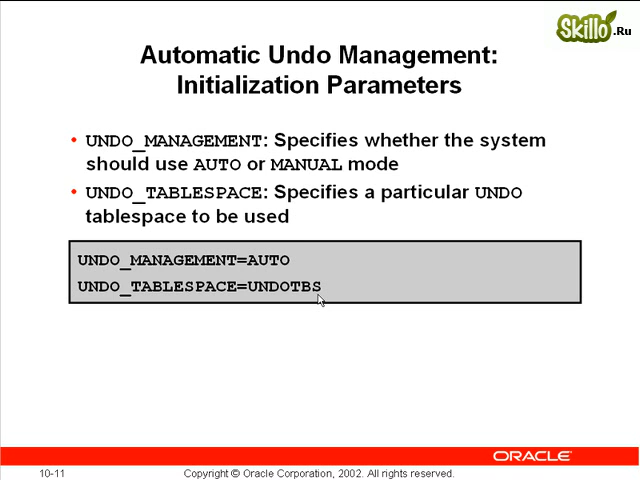 Skillo.Ru
Automatic Undo Management:
Initialization Parameters
• UNDO_MANAGEMENT: Specifies whether the system
should use AUTO or MANUAL mode
• UNDO_TABLESPACE: Specifies a particular UNDO
tablespace to be used
UNDO_MANAGEMENT=AUTO
UNDO_TABLESPACE=UNDOTBS
ORACLE
10-11 Copyright © Oracle Corporation, 2002. All rights reserved.